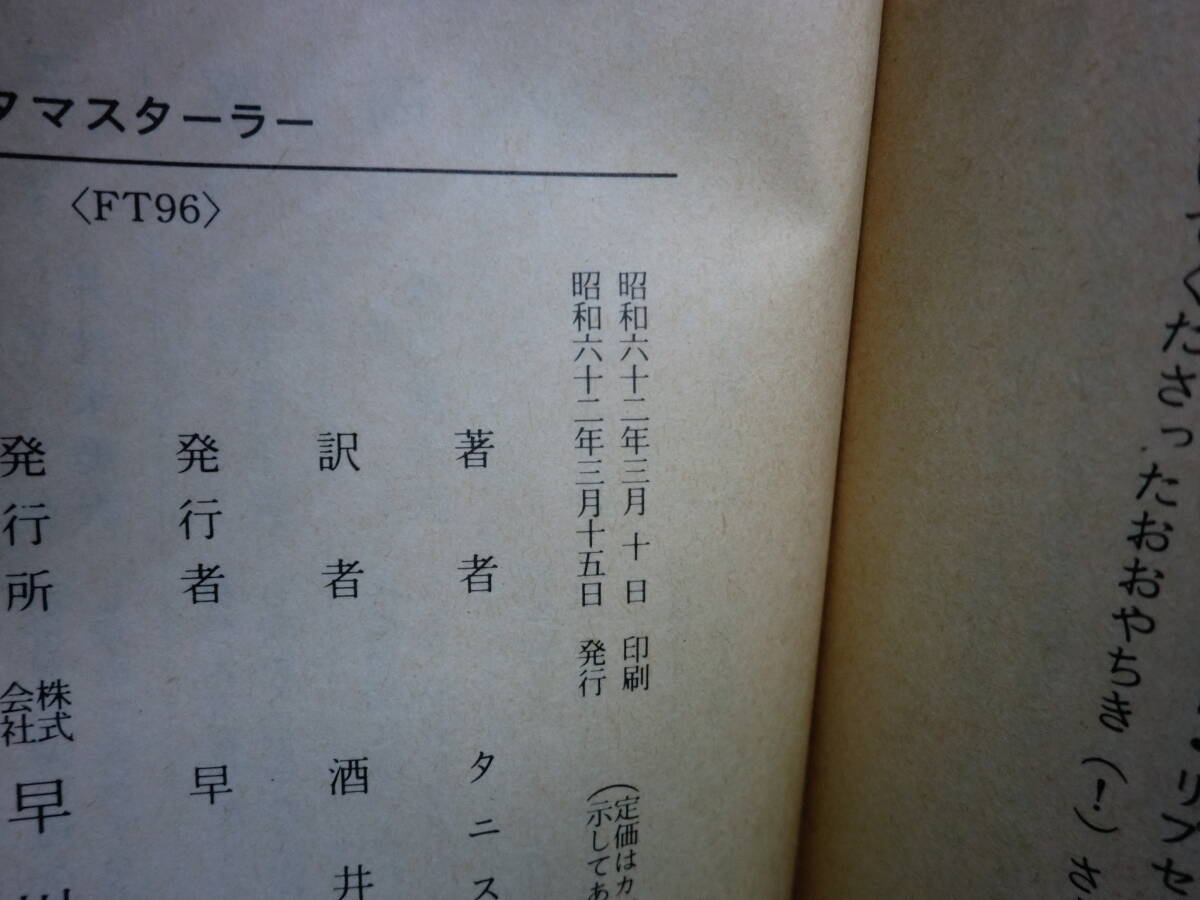 タマスターラー
〈FT96〉
昭和六十二年三月十日 印刷
昭和六十二年三月十五日 発行
(定価はカ
示してあ
著者 タニス
訳者 酒井
発行者 早
発行所 株式会社 早川
くださったおおやちき(!)さ
・リプセ